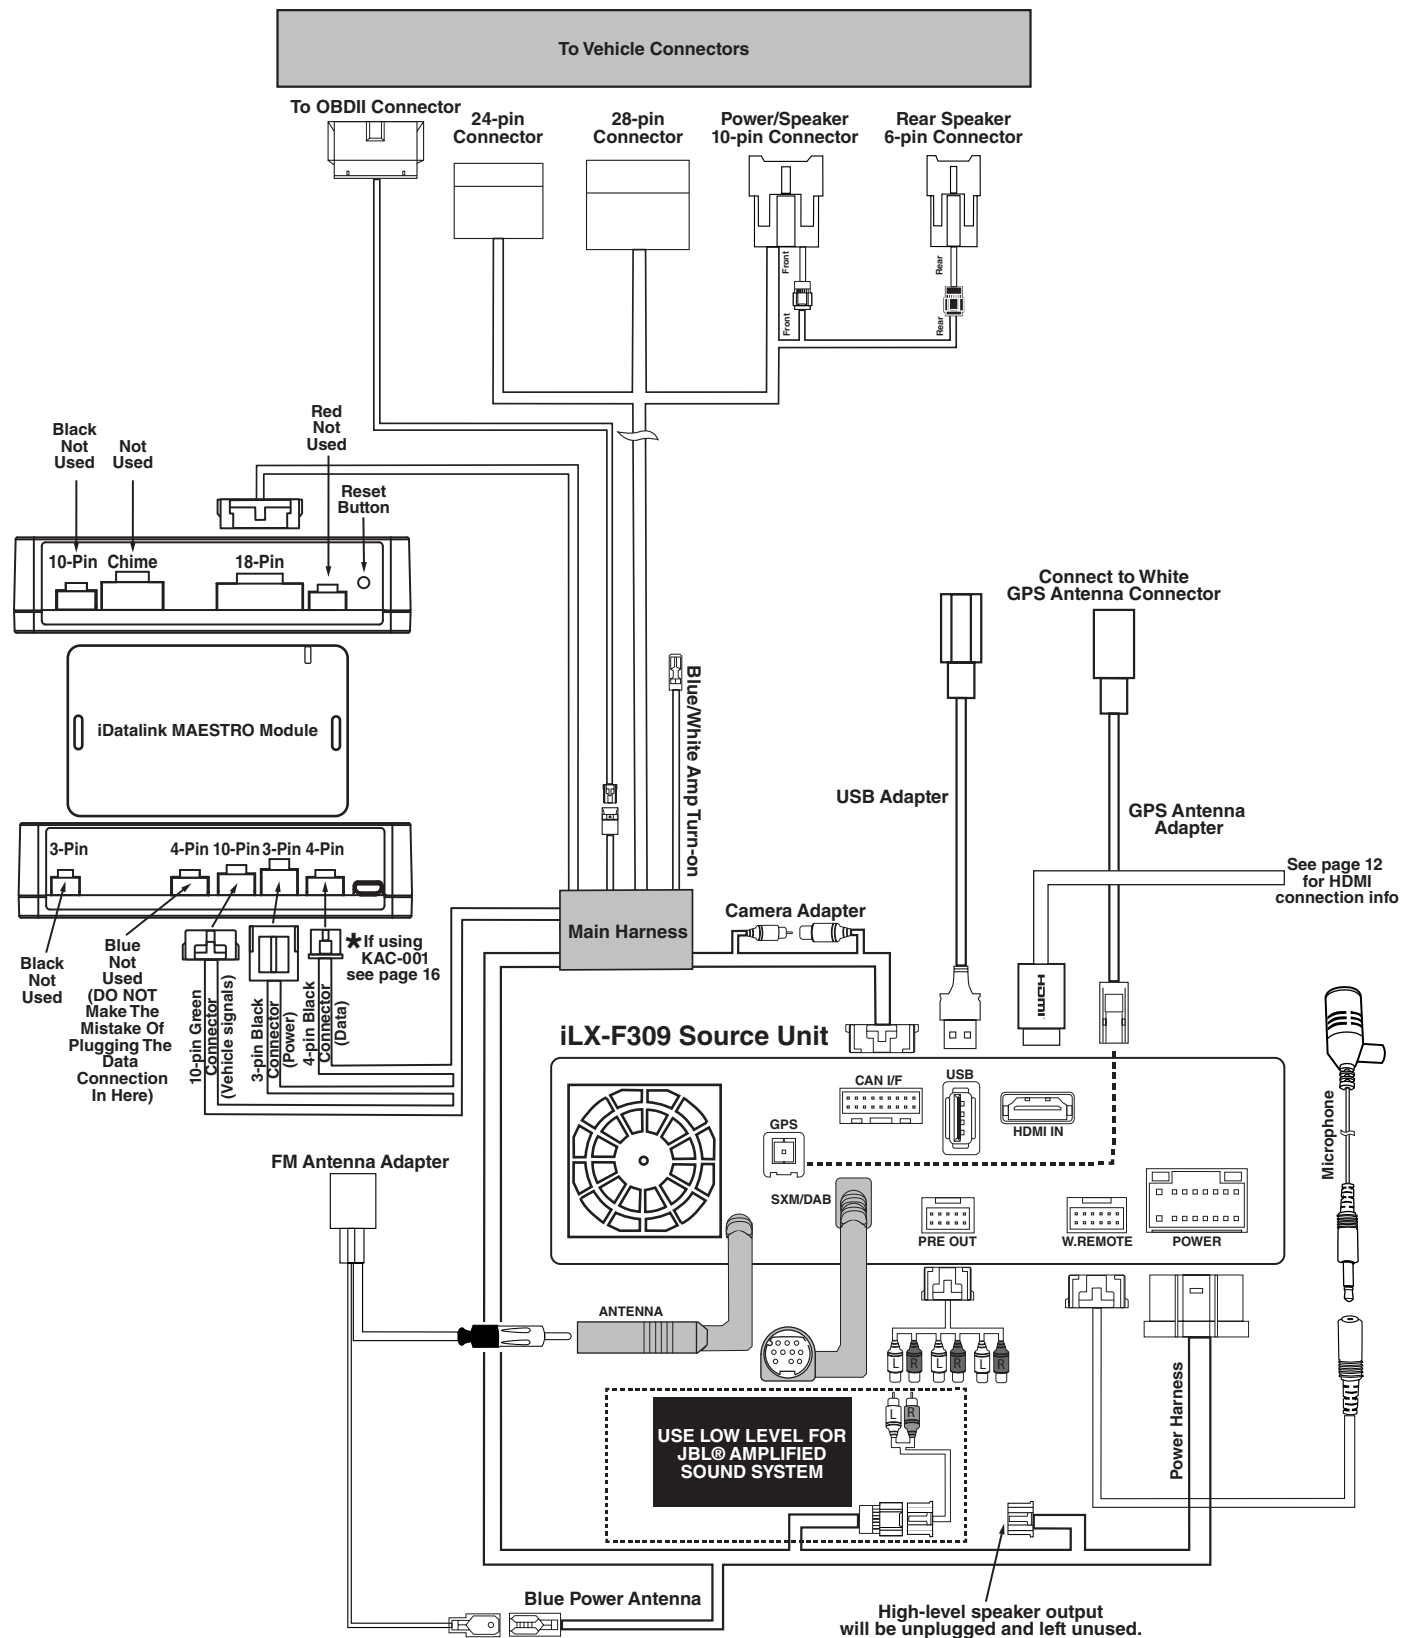 To Vehicle Connectors
To OBDII Connector
24-pin
Connector
28-pin
Connector
Power/Speaker
10-pin Connector
Rear Speaker
6-pin Connector
Front
Rear
Front
Rear
Black
Not
Used
Not
Used
Red
Not
Used
Reset
Button
10-Pin
Chime
18-Pin
iDatalink MAESTRO Module
Blue/White Amp Turn-on
Connect to White
GPS Antenna Connector
USB Adapter
GPS Antenna
Adapter
See page 12
for HDMI
connection info
3-Pin
4-Pin
10-Pin
3-Pin
4-Pin
Black
Not
Used
Blue
Not
Used
(DO NOT
Make The
Mistake Of
Plugging The
Data
Connection
In Here)
10-pin Green
Connector
(Vehicle signals)
3-pin Black
Connector
(Power)
4-pin Black
Connector
(Data)
*If using
KAC-001
see page 16
Main Harness
Camera Adapter
HDMI
iLX-F309 Source Unit
CAN I/F
USB
HDMI IN
GPS
SXM/DAB
PRE OUT
W.REMOTE
POWER
Microphone
FM Antenna Adapter
ANTENNA
L
R
L
R
L
R
L
R
USE LOW LEVEL FOR
JBL® AMPLIFIED
SOUND SYSTEM
Power Harness
Blue Power Antenna
High-level speaker output
will be unplugged and left unused.